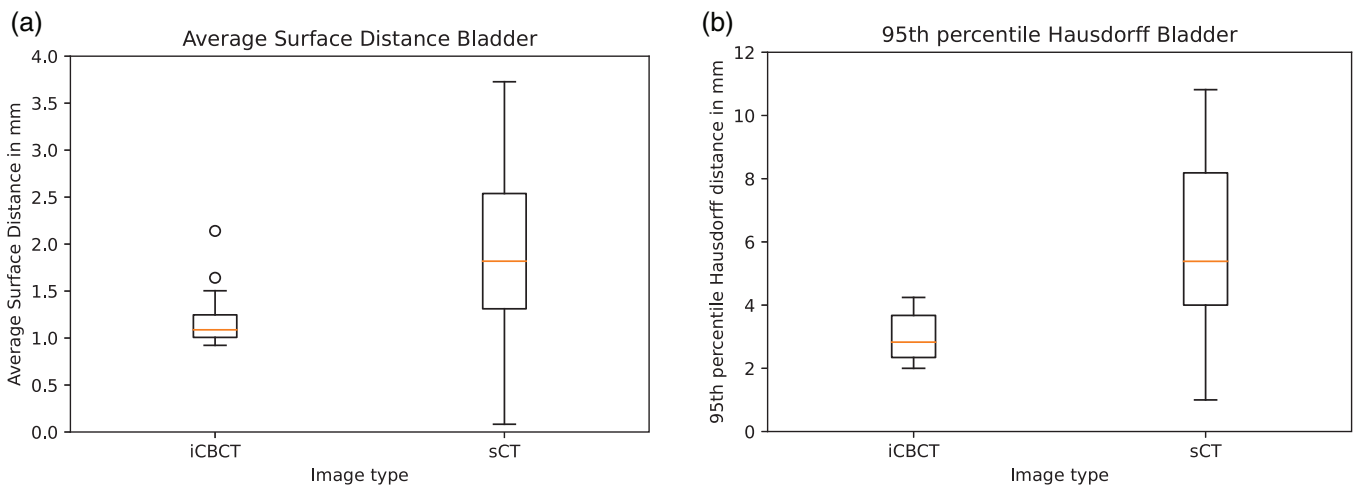 (a)
Average Surface Distance Bladder
Average Surface Distance in mm
4.0
3.5
3.0
2.5
2.0
1.5
1.0
0.5
0.0
iCBCT
sCT
Image type
(b)
95th percentile Hausdorff Bladder
95th percentile Hausdorff distance in mm
12
10
8
6
4
2
0
iCBCT
sCT
Image type